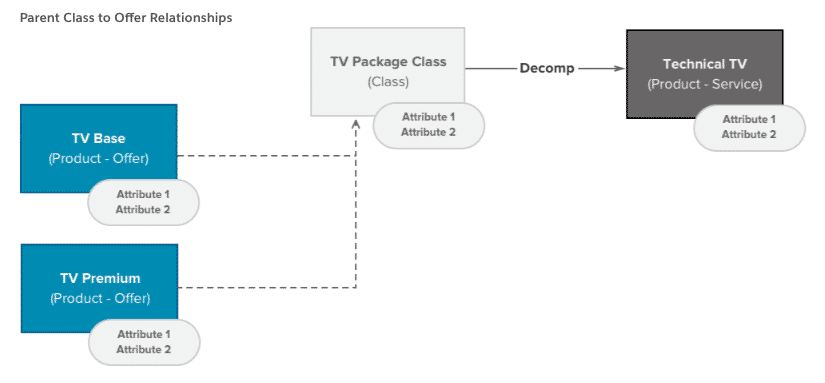 Parent Class to Offer Relationships
TV Package Class
(Class)
Attribute 1
Attribute 2
Decomp
Technical TV
(Product - Service)
Attribute 1
Attribute 2
TV Base
(Product - Offer)
Attribute 1
Attribute 2
TV Premium
(Product - Offer)
Attribute 1
Attribute 2